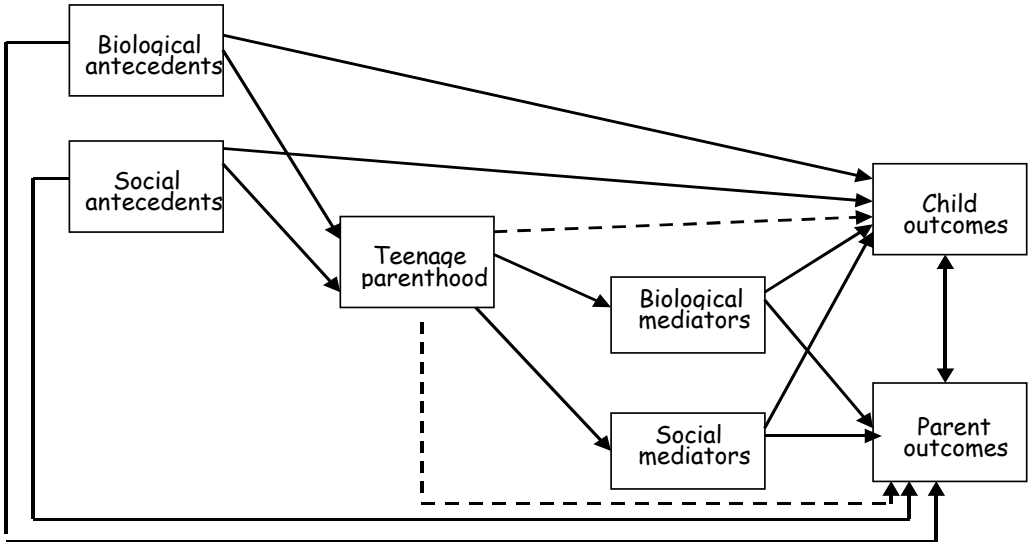 Biological
antecedents
Social
antecedents
Teenage
parenthood
Biological
mediators
Social
mediators
Child
outcomes
Parent
outcomes